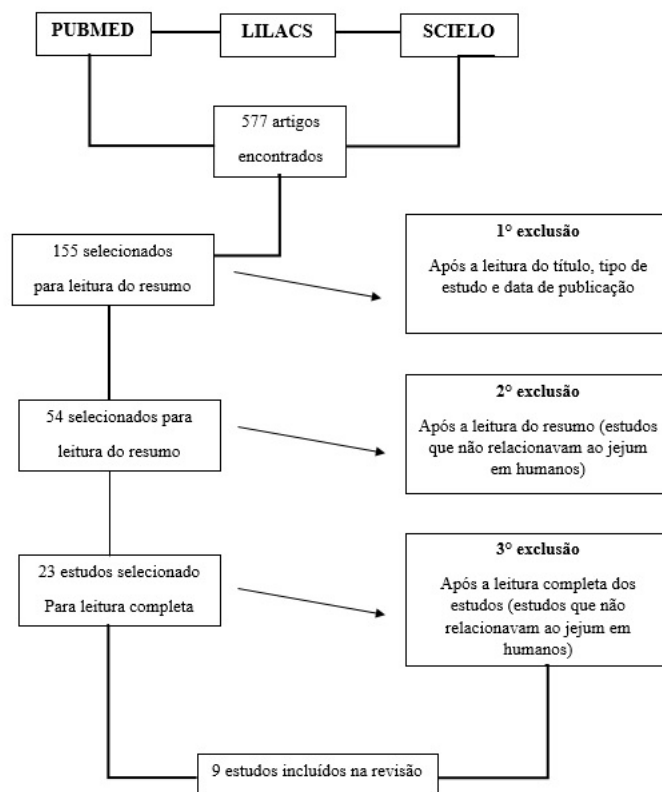 PUBMED
LILACS
SCIELO
577 artigos
encontrados
155 selecionados
para leitura do resumo
1° exclusão
Após a leitura do título, tipo de
estudo e data de publicação
54 selecionados para
leitura do resumo
2° exclusão
Após a leitura do resumo (estudos
que não relacionavam ao jejum
em humanos)
23 estudos selecionado
Para leitura completa
3° exclusão
Após a leitura completa dos
estudos (estudos que não
relacionavam ao jejum em
humanos)
9 estudos incluídos na revisão